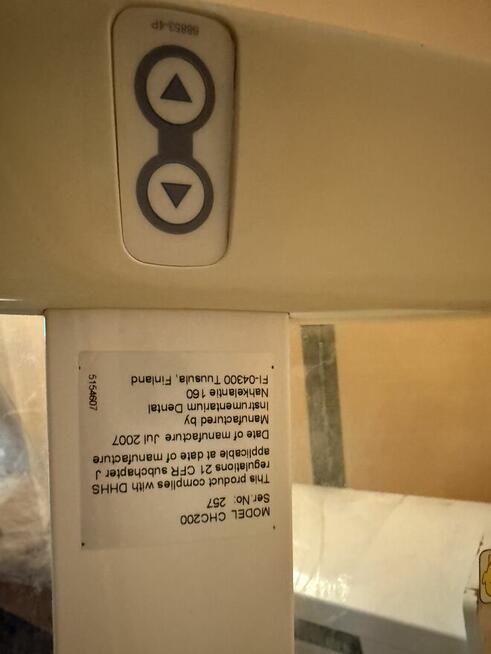 MODEL CHC200
Ser.No: 257
This product complies with DHHS
regulations 21 CFR subchapter J
applicable at date of manufacture
Date of manufacture Jul 2007
Manufactured by
Instrumentarium Dental
Nahkelantie 160
FI-04300 Tuusula, Finland
5154607
68853-4P